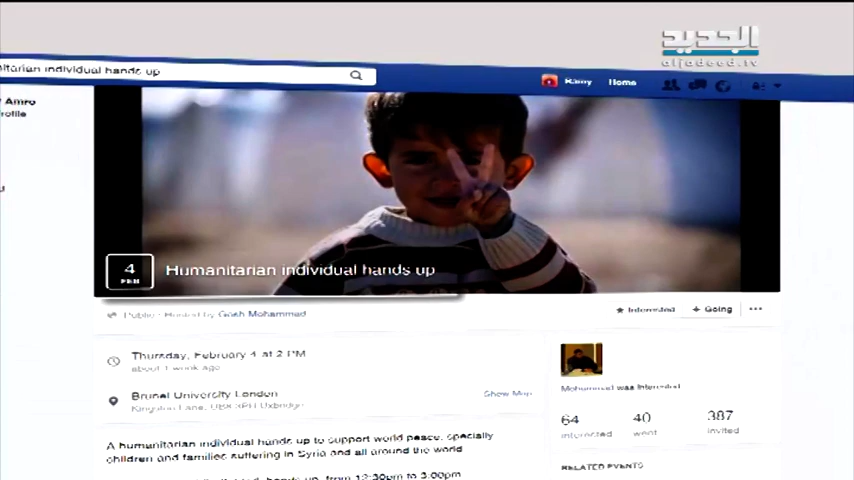 الجديد
aljadeed.tv
itarian individual hands up
Ramy Home
Amro
rofile
4
FEB
Humanitarian individual hands up
Public · Hosted by Gosh Mohammad
Interested
Going
Thursday, February 4 at 2 PM
about 1 week ago
Brunel University London
Kingston Lane, UB8 3PH Uxbridge
Show Map
Mohammad was interested
64
interested
40
went
387
invited
A humanitarian individual hands up to support world peace, specially
children and families suffering in Syria and all around the world
hands up, from 12:30pm to 3:00pm
RELATED EVENTS